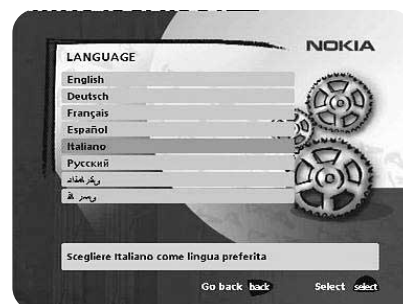 NOKIA
LANGUAGE
English
Deutsch
Français
Español
Italiano
Русский
Scegliere Italiano come lingua preferita
Go back back Select select